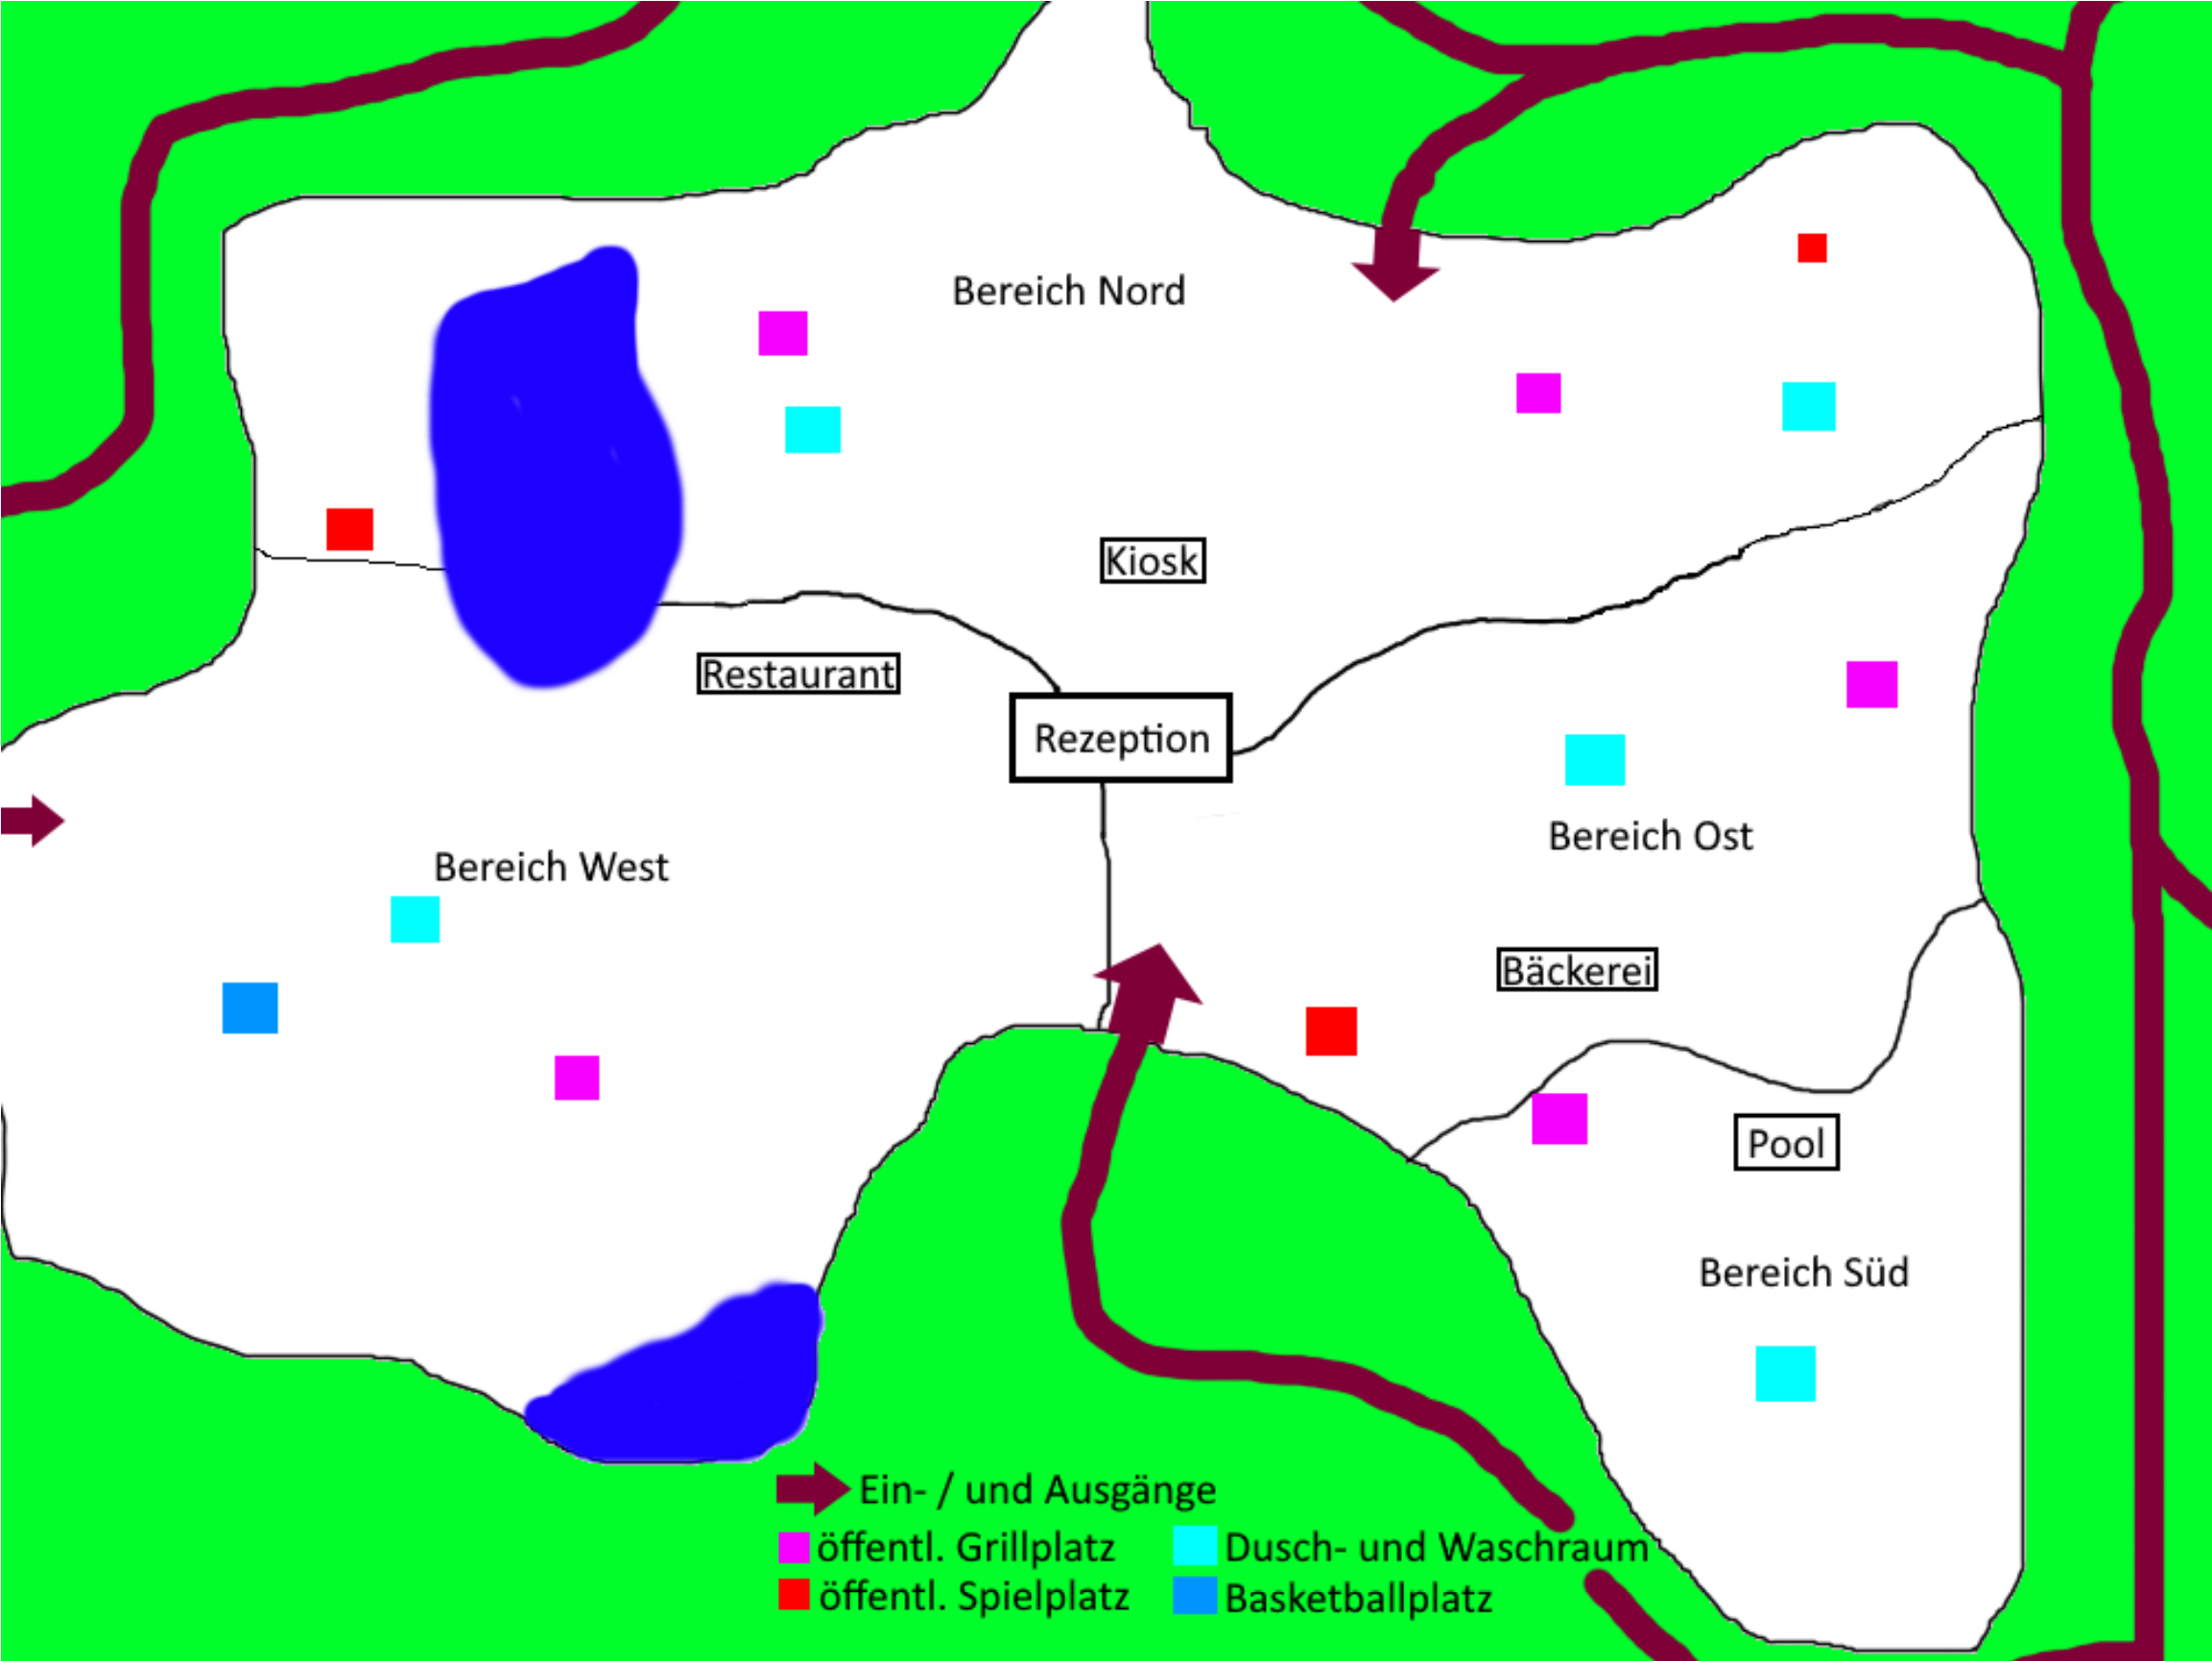 Bereich Nord
Kiosk
Restaurant
Rezeption
Bereich Ost
Bereich West
Bäckerei
Pool
Bereich Süd
Ein- / und Ausgänge
öffentl. Grillplatz
Dusch- und Waschraum
öffentl. Spielplatz
Basketballplatz